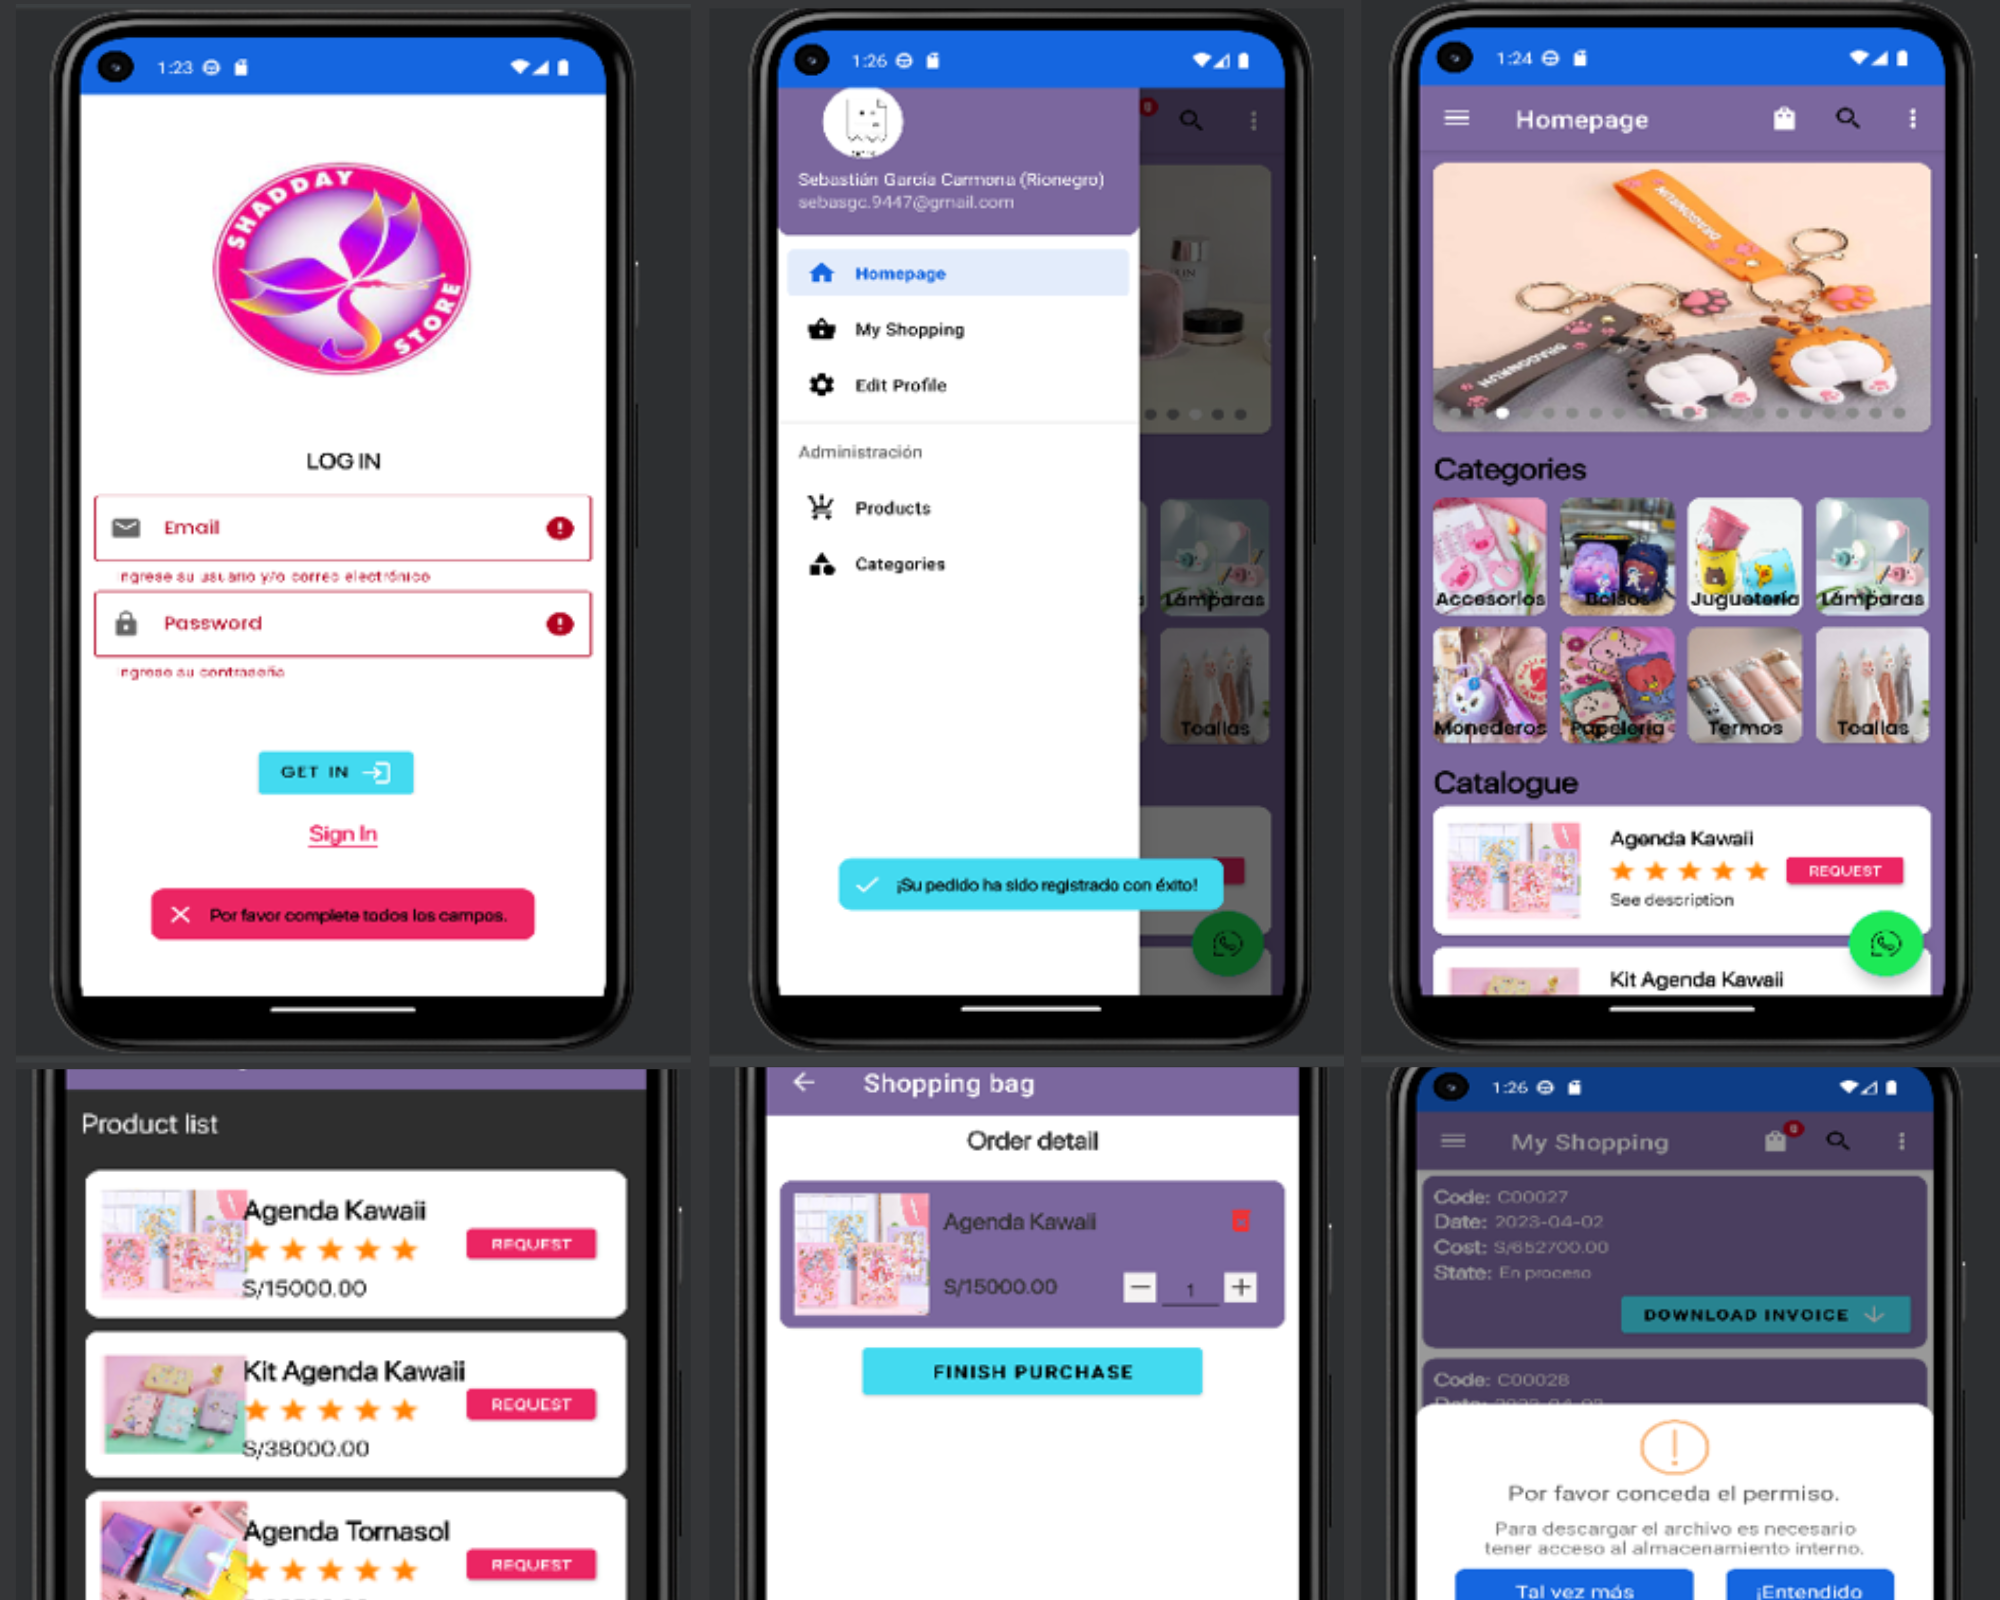 1:23
SHADDAY
STORE
LOG IN
Email
Ingrese su usuario y/o correo electrónico
Password
Ingrese su contraseña
GET IN
Sign In
Por favor complete todos los campos.
1:26
0
Sebastián García Carmona (Rionegro)
sebasgc.9447@gmail.com
Homepage
My Shopping
Edit Profile
Administración
Products
Categories
Lámparas
Toallas
¡Su pedido ha sido registrado con éxito!
1:24
Homepage
Categories
Accesorios
Bolsos
Juguetería
Lámparas
Monederos
Papelería
Termos
Toallas
Catalogue
Agenda Kawaii
REQUEST
See description
Kit Agenda Kawaii
Product list
Agenda Kawaii
REQUEST
S/15000.00
Kit Agenda Kawaii
REQUEST
S/38000.00
Agenda Tornasol
REQUEST
Shopping bag
Order detail
Agenda Kawaii
S/15000.00
1
FINISH PURCHASE
1:26
My Shopping
0
Code: C00027
Date: 2023-04-02
Cost: S/652700.00
State: En proceso
DOWNLOAD INVOICE
Code: C00028
Por favor conceda el permiso.
Para descargar el archivo es necesario
tener acceso al almacenamiento interno.
Tal vez más
¡Entendido